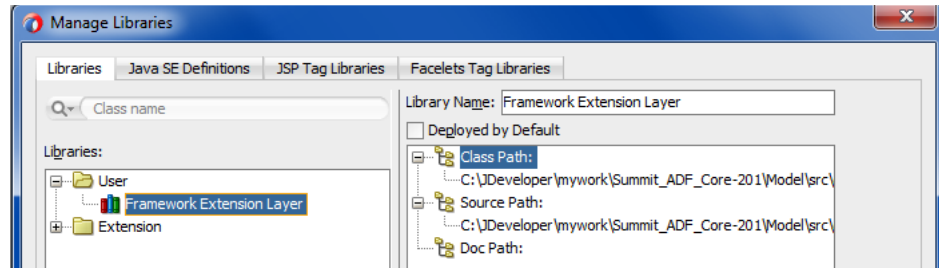 Manage Libraries
Libraries Java SE Definitions JSP Tag Libraries Facelets Tag Libraries
Class name
Libraries:
User
Framework Extension Layer
Extension
Library Name: Framework Extension Layer
Deployed by Default
Class Path:
C:\JDeveloper\mywork\Summit_ADF_Core-201\Model\src\
Source Path:
C:\JDeveloper\mywork\Summit_ADF_Core-201\Model\src\
Doc Path: